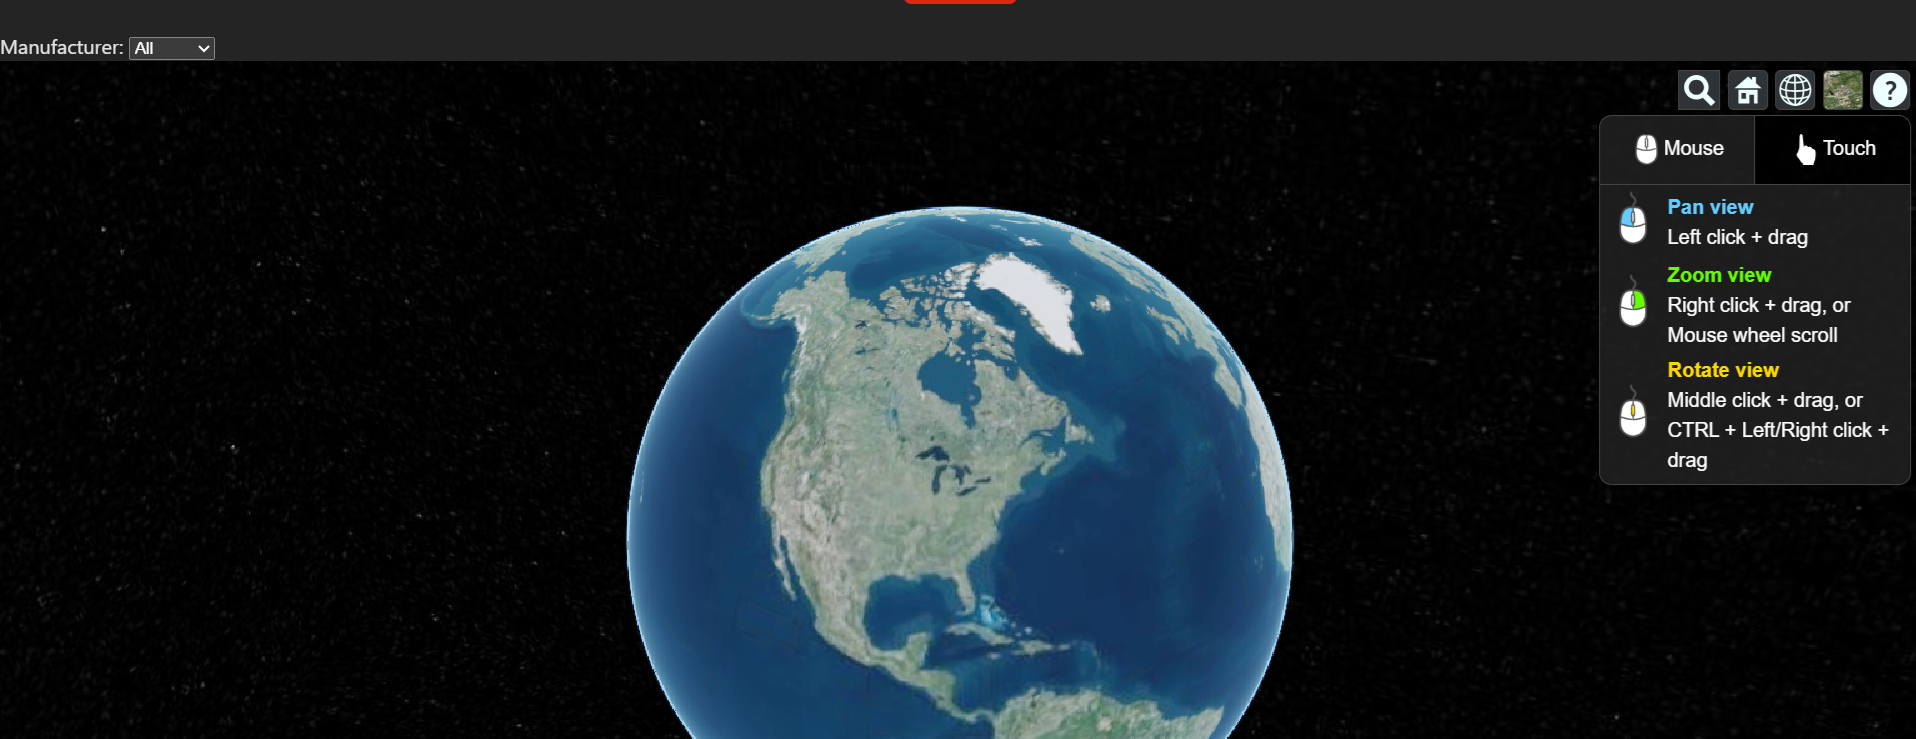 Manufacturer: All
?
Mouse
Touch
Pan view
Left click + drag
Zoom view
Right click + drag, or
Mouse wheel scroll
Rotate view
Middle click + drag, or
CTRL + Left/Right click +
drag